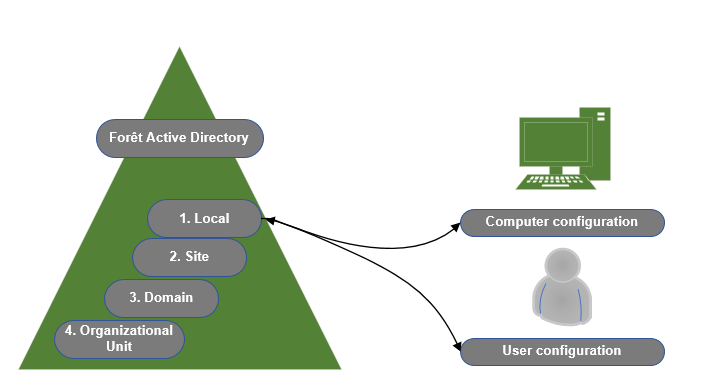 Forêt Active Directory
1. Local
2. Site
3. Domain
4. Organizational
Unit
Computer configuration
User configuration